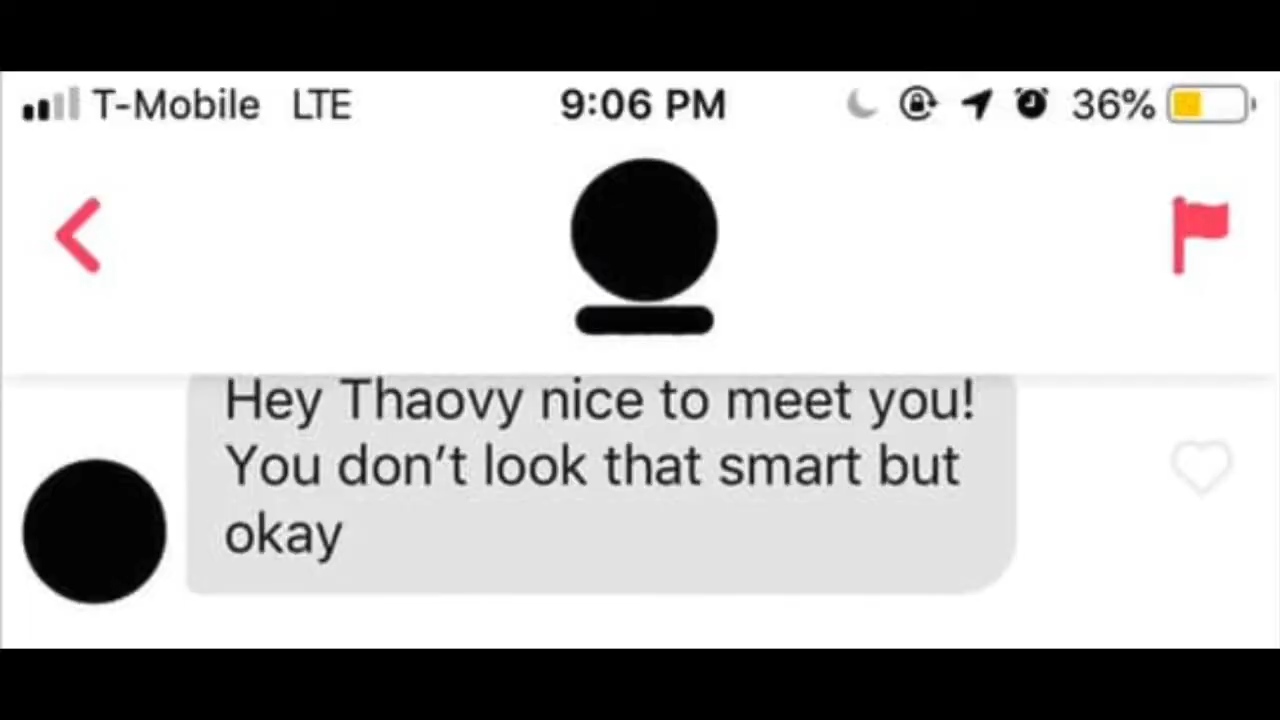 T-Mobile LTE 9:06 PM 36%
Hey Thaovy nice to meet you!
You don’t look that smart but
okay